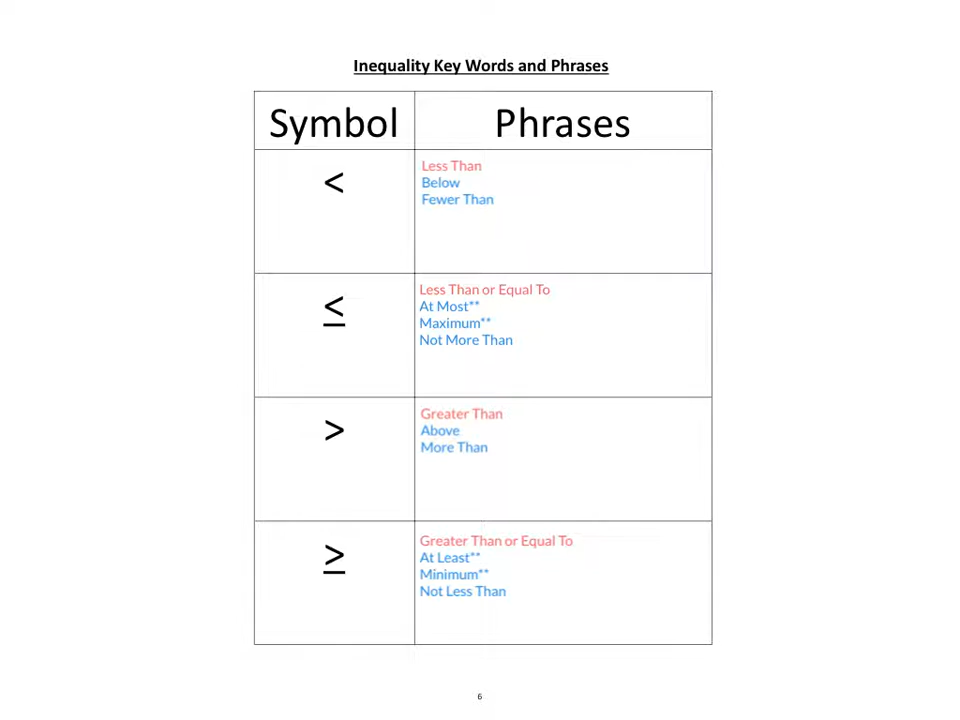 Inequality Key Words and Phrases
Symbol Phrases
<
Less Than
Below
Fewer Than
≤
Less Than or Equal To
At Most**
Maximum**
Not More Than
>
Greater Than
Above
More Than
≥
Greater Than or Equal To
At Least**
Minimum**
Not Less Than
6